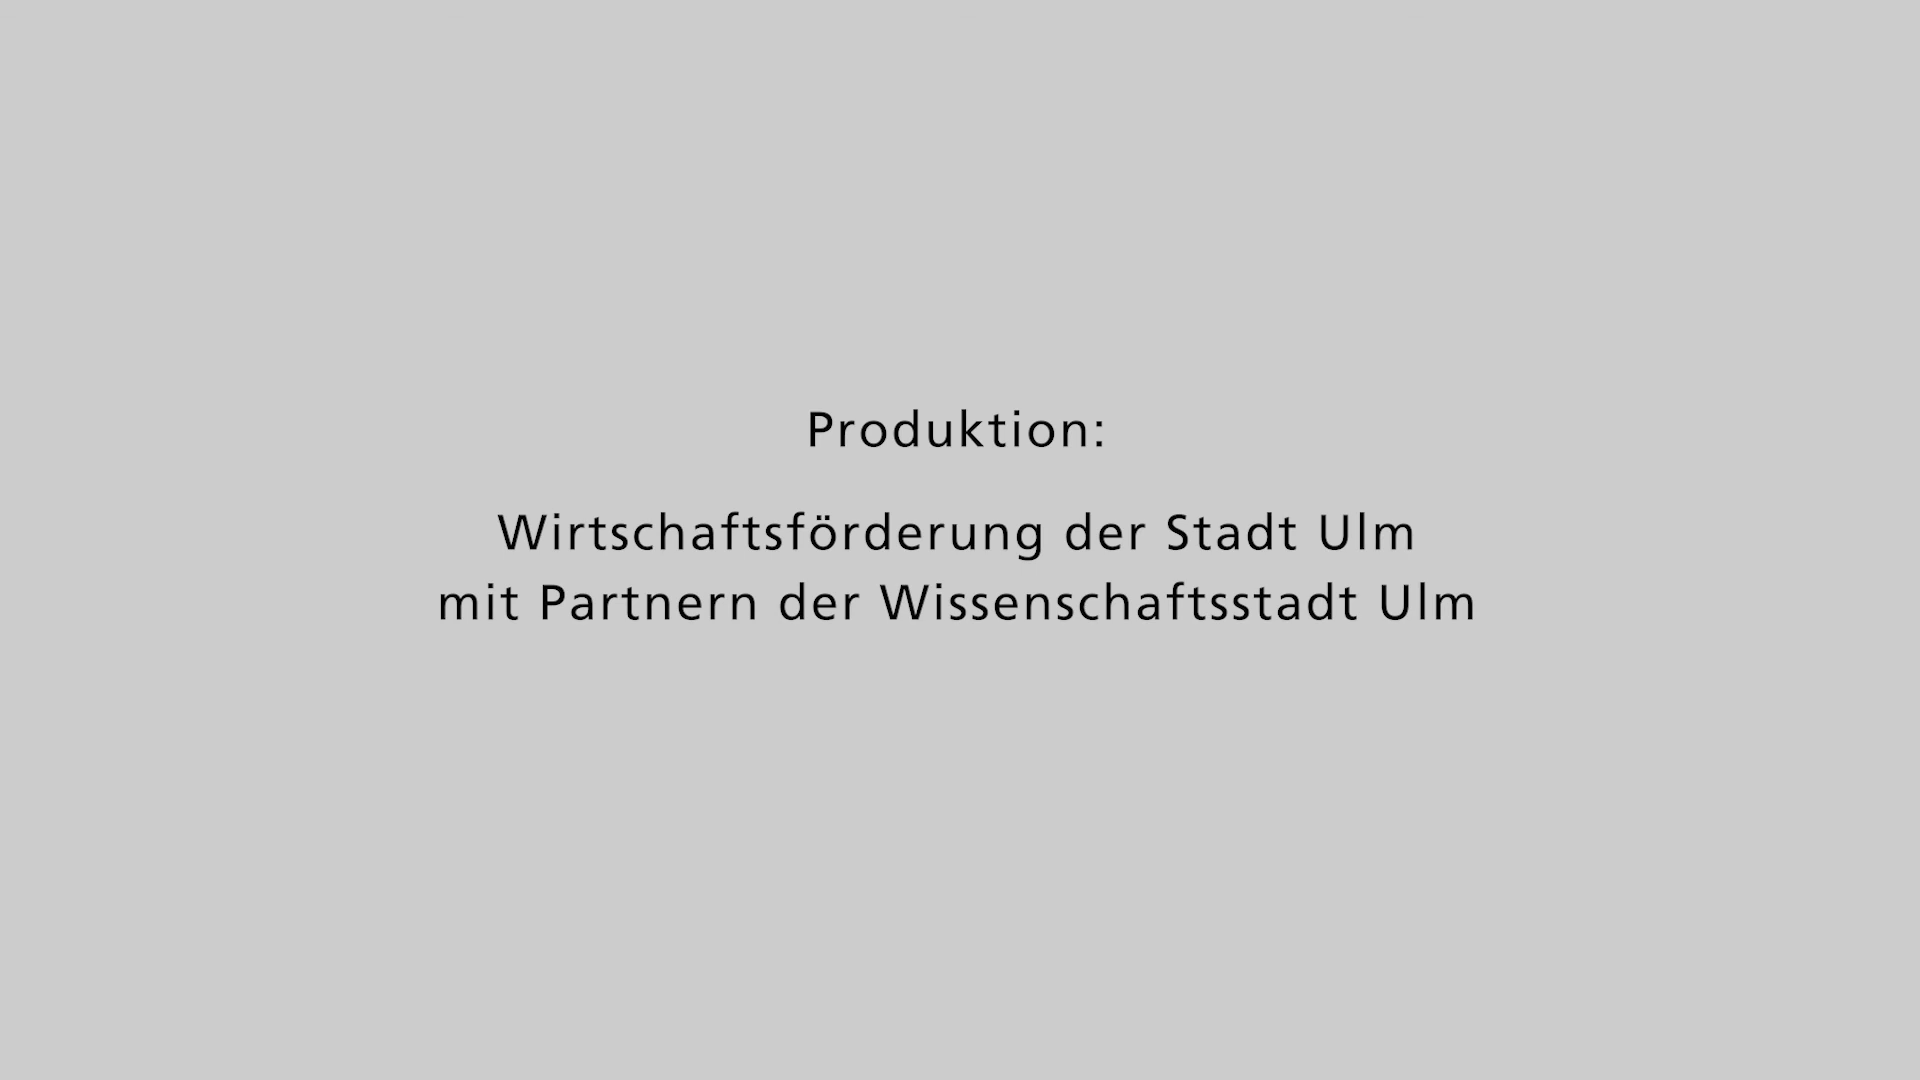 Produktion:
Wirtschaftsförderung der Stadt Ulm
mit Partnern der Wissenschaftsstadt Ulm